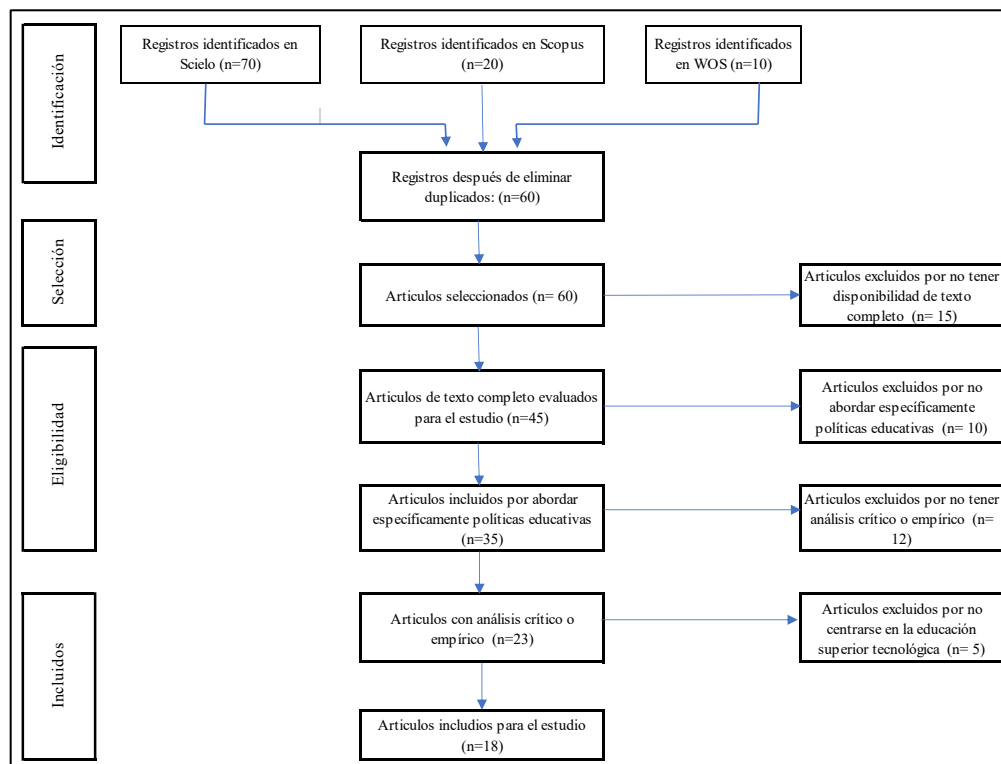 Identificación
Registros identificados en
Scielo (n=70)
Registros identificados en Scopus
(n=20)
Registros identificados
en WOS (n=10)
Registros después de eliminar
duplicados: (n=60)
Selección
Articulos seleccionados (n= 60)
Articulos excluidos por no tener
disponibilidad de texto
completo (n= 15)
Eligibilidad
Articulos de texto completo evaluados
para el estudio (n=45)
Articulos excluidos por no
abordar específicamente
políticas educativas (n= 10)
Articulos incluidos por abordar
específicamente políticas educativas
(n=35)
Articulos excluidos por no tener
análisis crítico o empírico (n=
12)
Incluidos
Articulos con análisis crítico o
empírico (n=23)
Articulos excluidos por no
centrarse en la educación
superior tecnológica (n= 5)
Articulos includios para el estudio
(n=18)